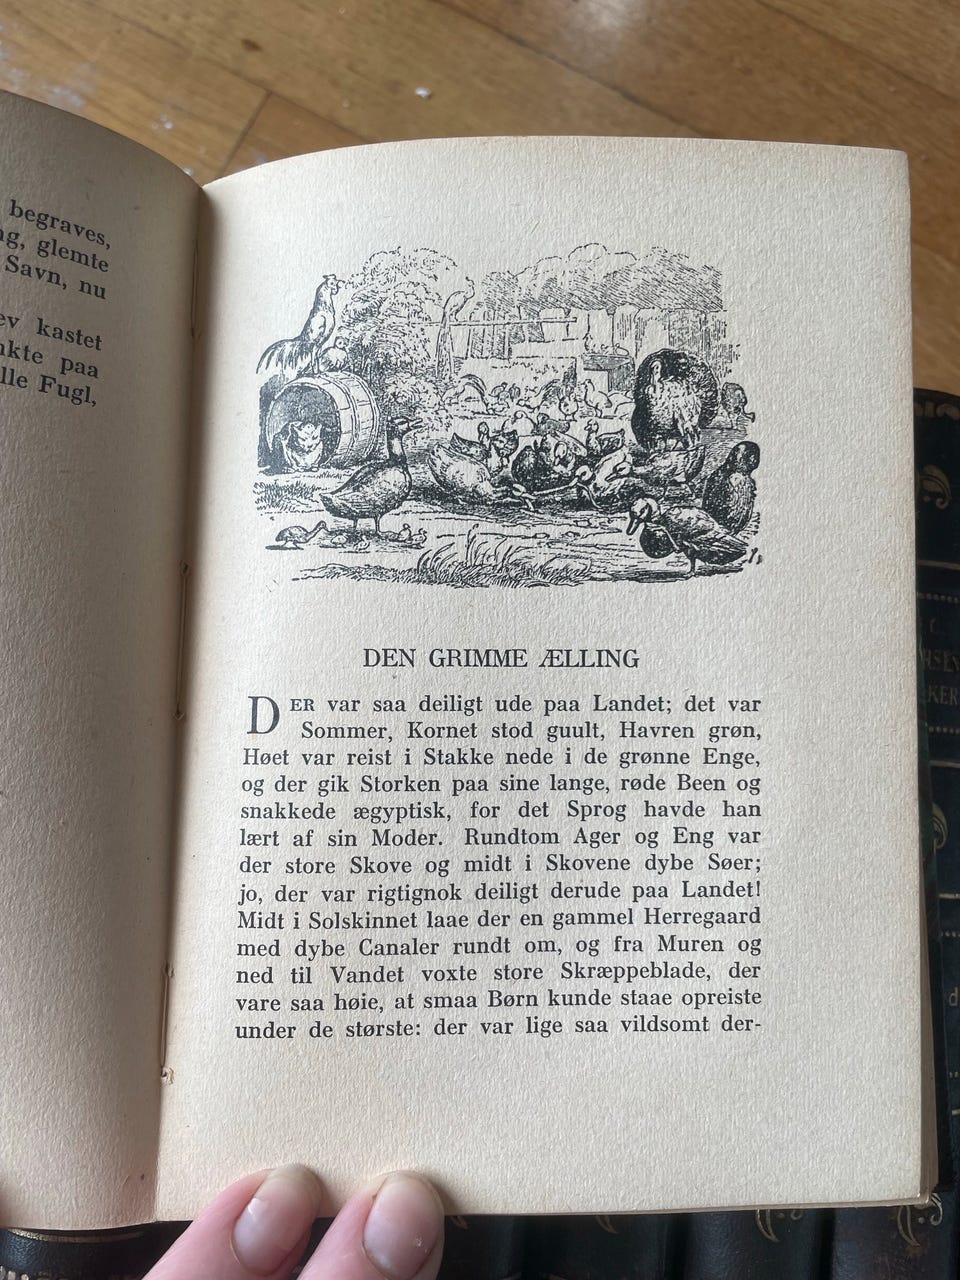 begraves,
glemte
Savn, nu
kastet
paa
Fugl,
DEN GRIMME ÆLLING
DER var saa deiligt ude paa Landet; det var
Sommer, Kornet stod guult, Havren grøn,
Høet var reist i Stakke nede i de grønne Enge,
og der gik Storken paa sine lange, røde Been og
snakkede ægyptisk, for det Sprog havde han
lært af sin Moder. Rundtom Ager og Eng var
der store Skove og midt i Skovene dybe Søer;
jo, der var rigtignok deiligt derude paa Landet!
Midt i Solskinnet laae der en gammel Herregaard
med dybe Canaler rundt om, og fra Muren og
ned til Vandet voxte store Skræppeblade, der
vare saa høie, at smaa Børn kunde staae opreiste
under de største: der var lige saa vildsomt der-